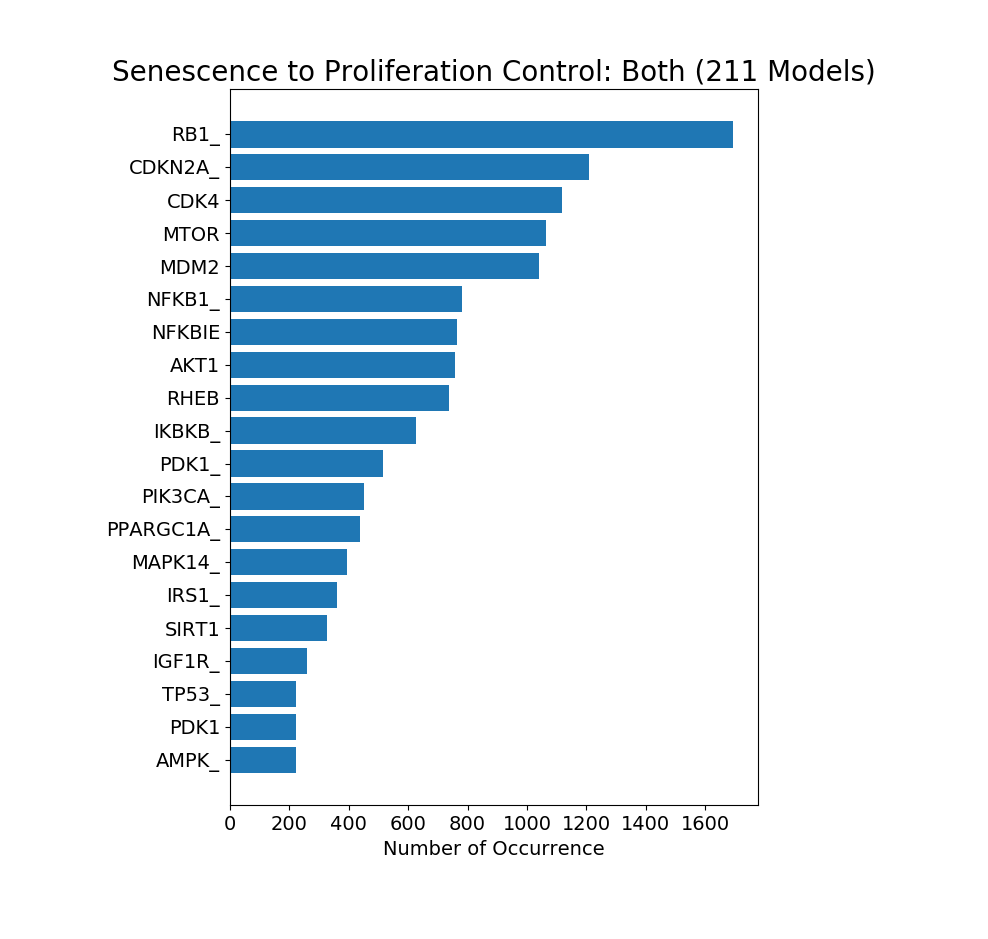 Senescence to Proliferation Control: Both (211 Models)
RB1_
CDKN2A_
CDK4
MTOR
MDM2
NFKB1_
NFKBIE
AKT1
RHEB
IKBKB_
PDK1_
PIK3CA_
PPARGC1A_
MAPK14_
IRS1_
SIRT1
IGF1R_
TP53_
PDK1
AMPK_
0 200 400 600 800 1000 1200 1400 1600
Number of Occurrence